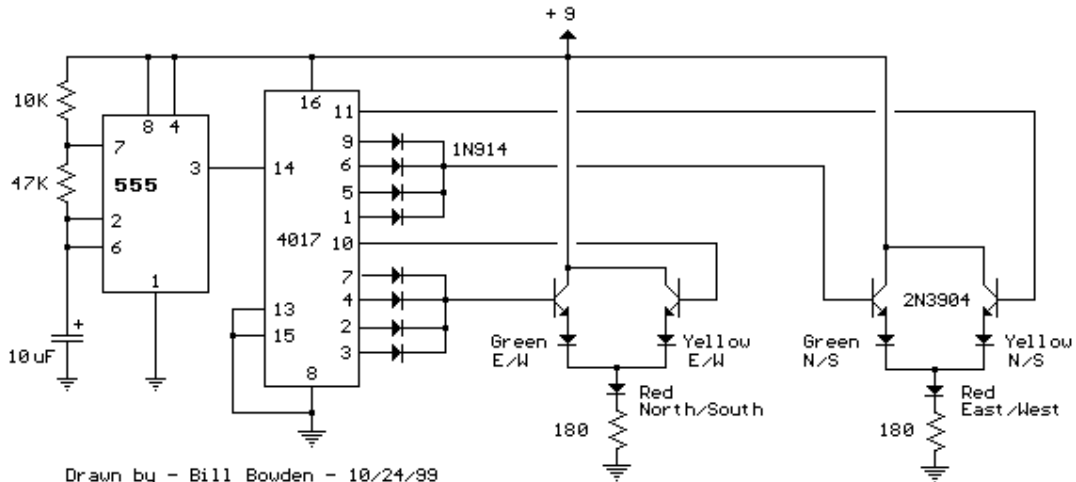 + 9
10K
8 4
16
11
7
9
1N914
3
14
6
47K
555
5
2
1
4017
10
6
7
1
13
4
2N3904
15
2
Green
E/W
Yellow
E/W
Green
N/S
Yellow
N/S
10uF
3
8
Red
North/South
Red
East/West
180
180
Drawn by - Bill Bowden - 10/24/99
+